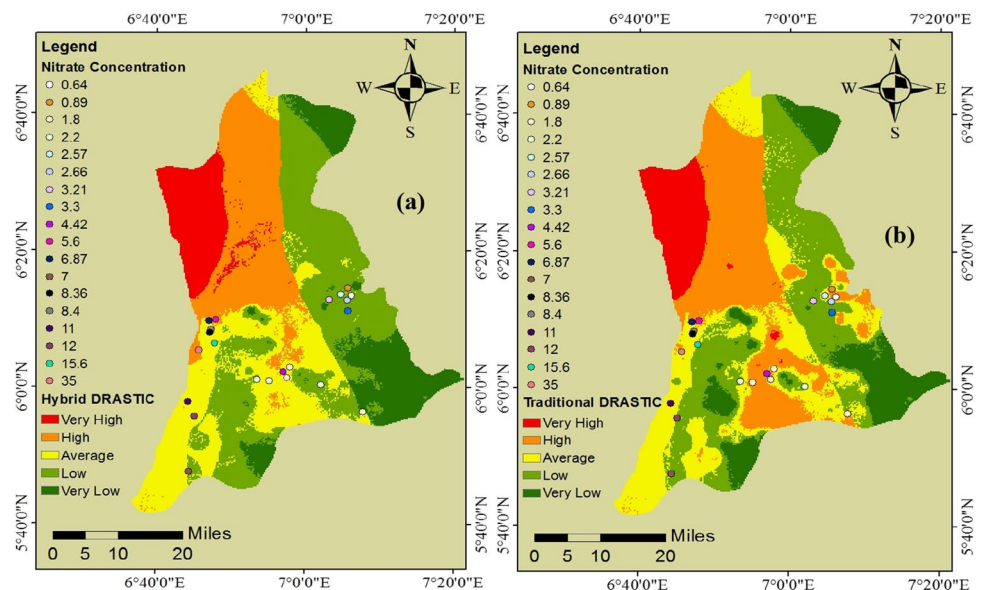 6°40'0"E 7°0'0"E 7°20'0"E
6°40'0"N
6°20'0"N
6°0'0"N
5°40'0"N
Legend
Nitrate Concentration
0.64
0.89
1.8
2.2
2.57
2.66
3.21
3.3
4.42
5.6
6.87
7
8.36
8.4
11
12
15.6
35
Hybrid DRASTIC
Very High
High
Average
Low
Very Low
N
W E
S
(a)
Miles
0 5 10 20
6°40'0"E 7°0'0"E 7°20'0"E
6°40'0"E 7°0'0"E 7°20'0"E
6°40'0"N
6°20'0"N
6°0'0"N
5°40'0"N
Legend
Nitrate Concentration
0.64
0.89
1.8
2.2
2.57
2.66
3.21
3.3
4.42
5.6
6.87
7
8.36
8.4
11
12
15.6
35
Traditional DRASTIC
Very High
High
Average
Low
Very Low
N
W E
S
(b)
Miles
0 5 10 20
6°40'0"E 7°0'0"E 7°20'0"E
6°40'0"N
6°20'0"N
6°0'0"N
5°40'0"N